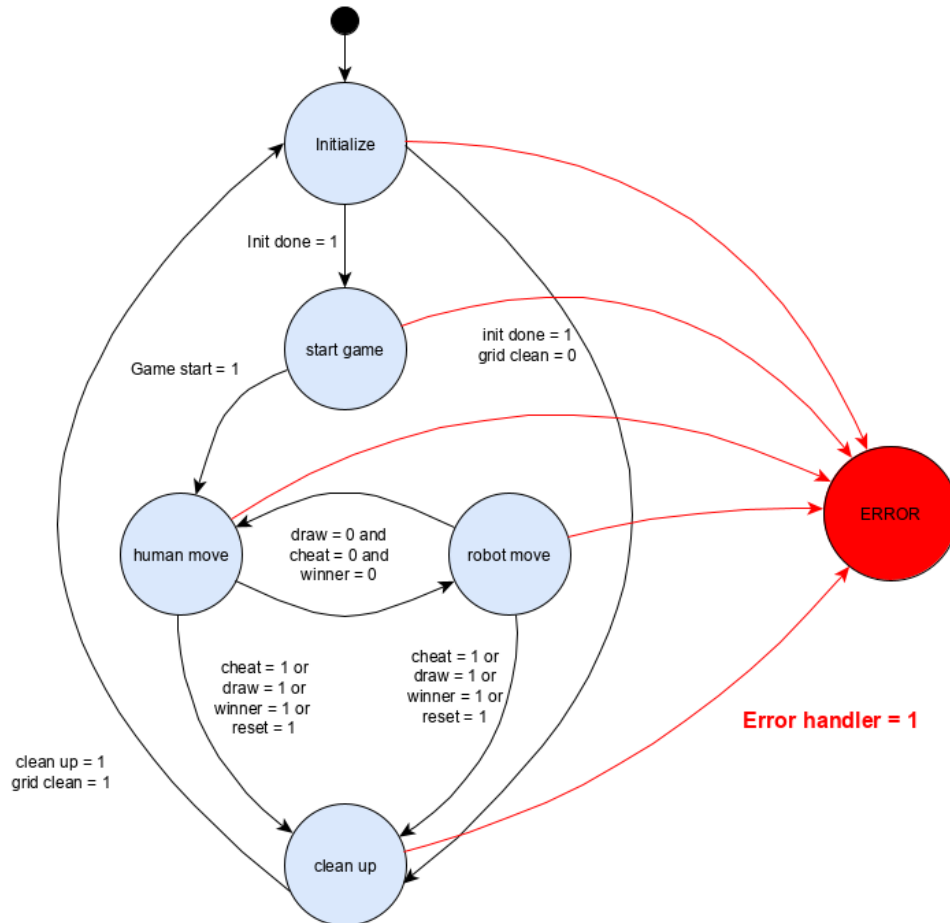 Initialize
Init done = 1
start game
init done = 1
grid clean = 0
Game start = 1
ERROR
human move
draw = 0 and
cheat = 0 and
winner = 0
robot move
cheat = 1 or
draw = 1 or
winner = 1 or
reset = 1
cheat = 1 or
draw = 1 or
winner = 1 or
reset = 1
Error handler = 1
clean up = 1
grid clean = 1
clean up